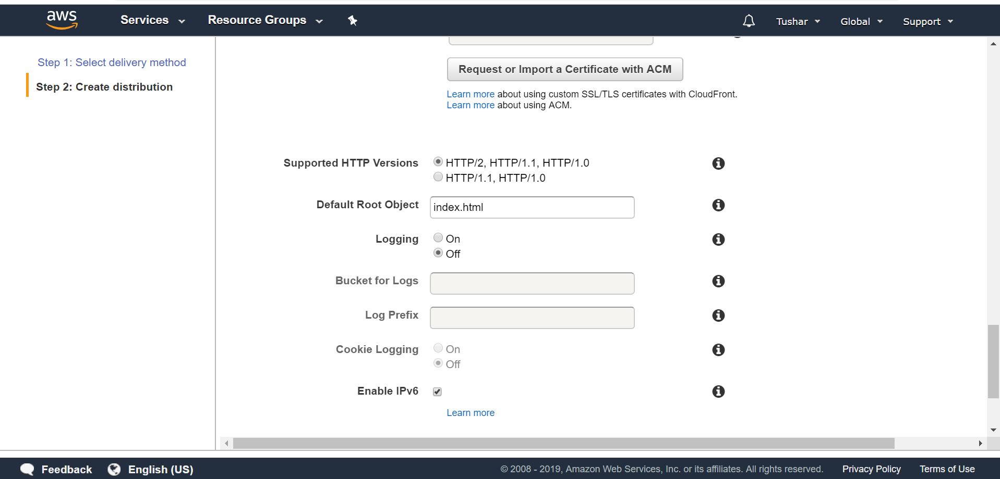 aws
Services
Resource Groups
Tushar
Global
Support
Step 1: Select delivery method
Step 2: Create distribution
Request or Import a Certificate with ACM
Learn more about using custom SSL/TLS certificates with CloudFront.
Learn more about using ACM.
Supported HTTP Versions
HTTP/2, HTTP/1.1, HTTP/1.0
HTTP/1.1, HTTP/1.0
Default Root Object
index.html
Logging
On
Off
Bucket for Logs
Log Prefix
Cookie Logging
On
Off
Enable IPv6
Learn more
Feedback
English (US)
© 2008 - 2019, Amazon Web Services, Inc. or its affiliates. All rights reserved.
Privacy Policy
Terms of Use